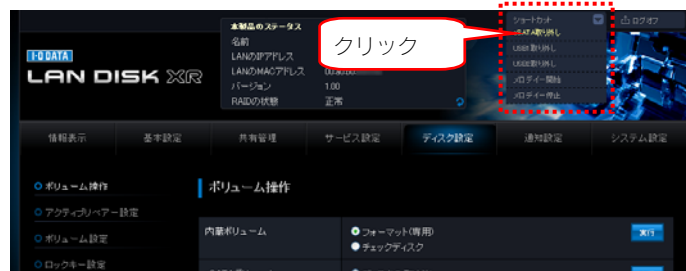 本製品のステータス
名前
LANのIPアドレス
LANのMACアドレス 00:a0:b0:
バージョン 1.00
RAIDの状態 正常
クリック
ショートカット
eSATA取り外し
USB1取り外し
USB2取り外し
メロディー開始
メロディー停止
ログオフ
I-O DATA
LAN DISK XR
情報表示 基本設定 共有管理 サービス設定 ディスク設定 通知設定 システム設定
ボリューム操作
アクティブリペアー設定
ボリューム設定
ロックキー設定
ボリューム操作
内蔵ボリューム
フォーマット(専用)
チェックディスク
実行